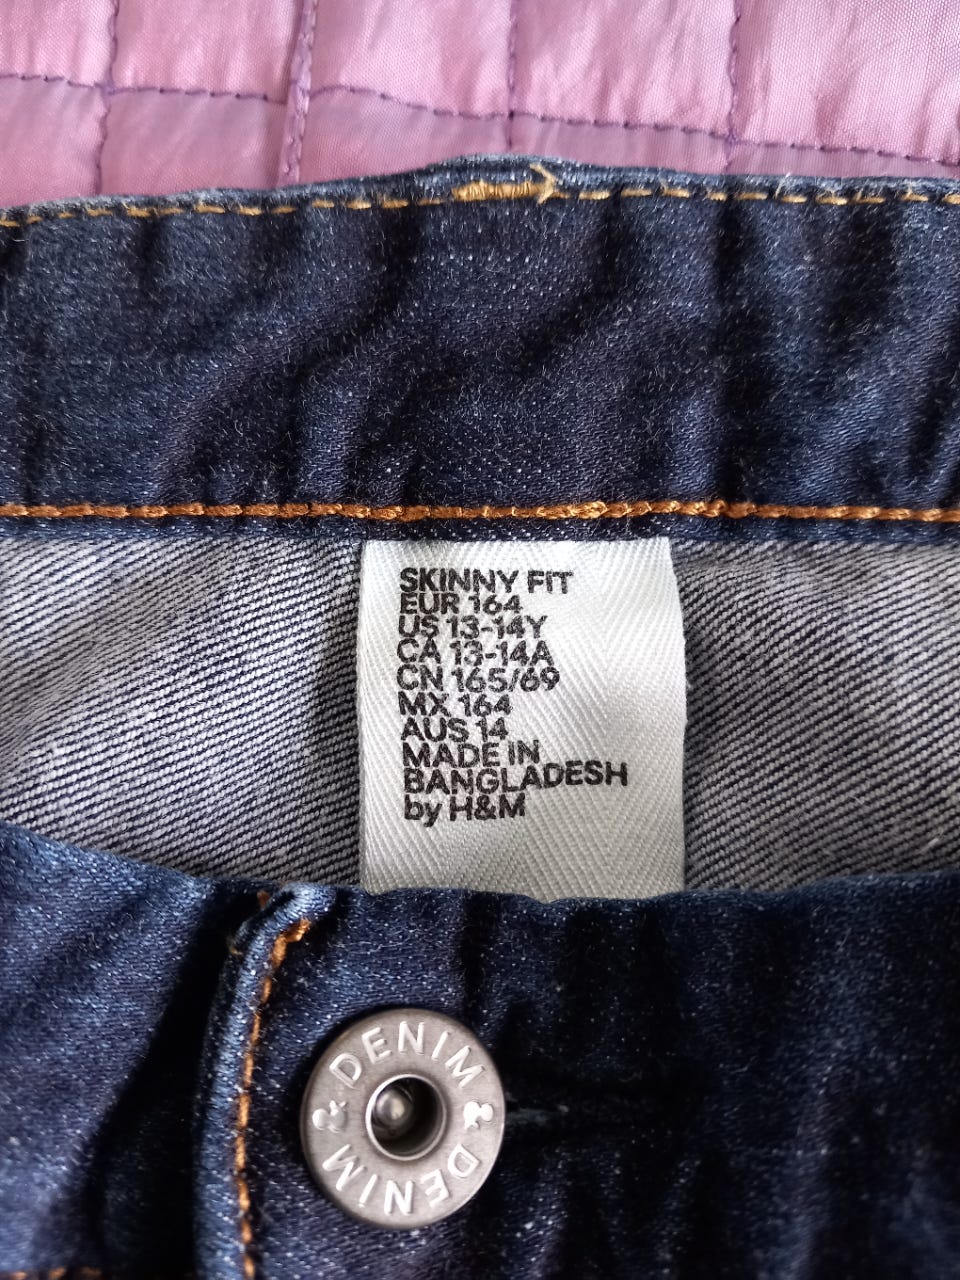 SKINNY FIT
EUR 164
US 13-14Y
CA 13-14A
CN 165/69
MX 164
AUS 14
MADE IN
BANGLADESH
by H&M
DENIM & DENIM &